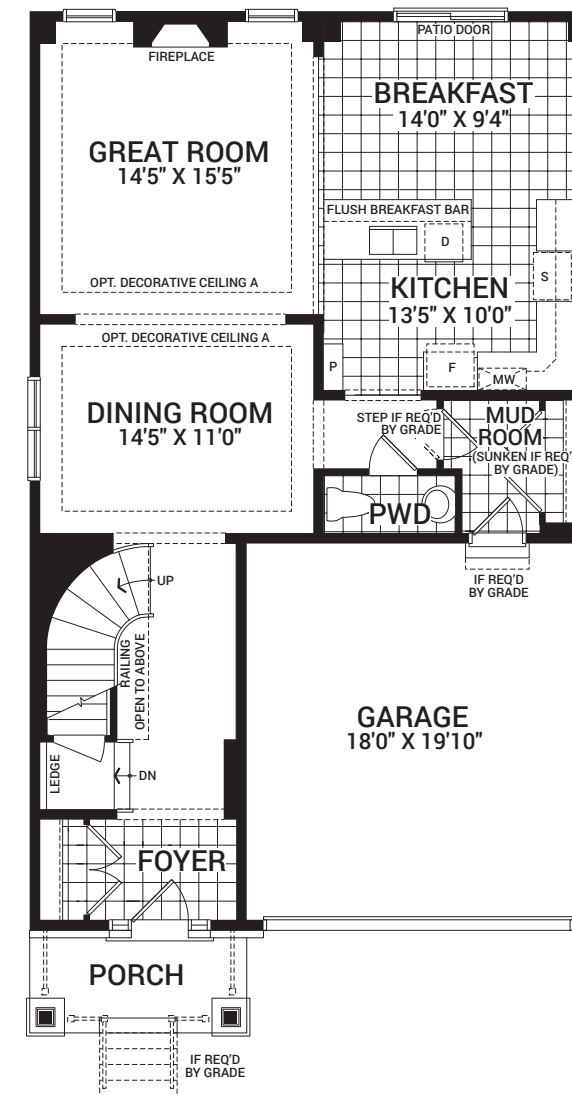 PATIO DOOR
FIREPLACE
BREAKFAST
14'0" X 9'4"
GREAT ROOM
14'5" X 15'5"
FLUSH BREAKFAST BAR
D
S
OPT. DECORATIVE CEILING A
KITCHEN
13'5" X 10'0"
OPT. DECORATIVE CEILING A
P
F
MW
DINING ROOM
14'5" X 11'0"
STEP IF REQ'D
BY GRADE
MUD
ROOM
(SUNKEN IF REQ'
BY GRADE)
PWD
IF REQ'D
BY GRADE
UP
RAILING
OPEN TO ABOVE
GARAGE
18'0" X 19'10"
LEDGE
DN
FOYER
PORCH
IF REQ'D
BY GRADE